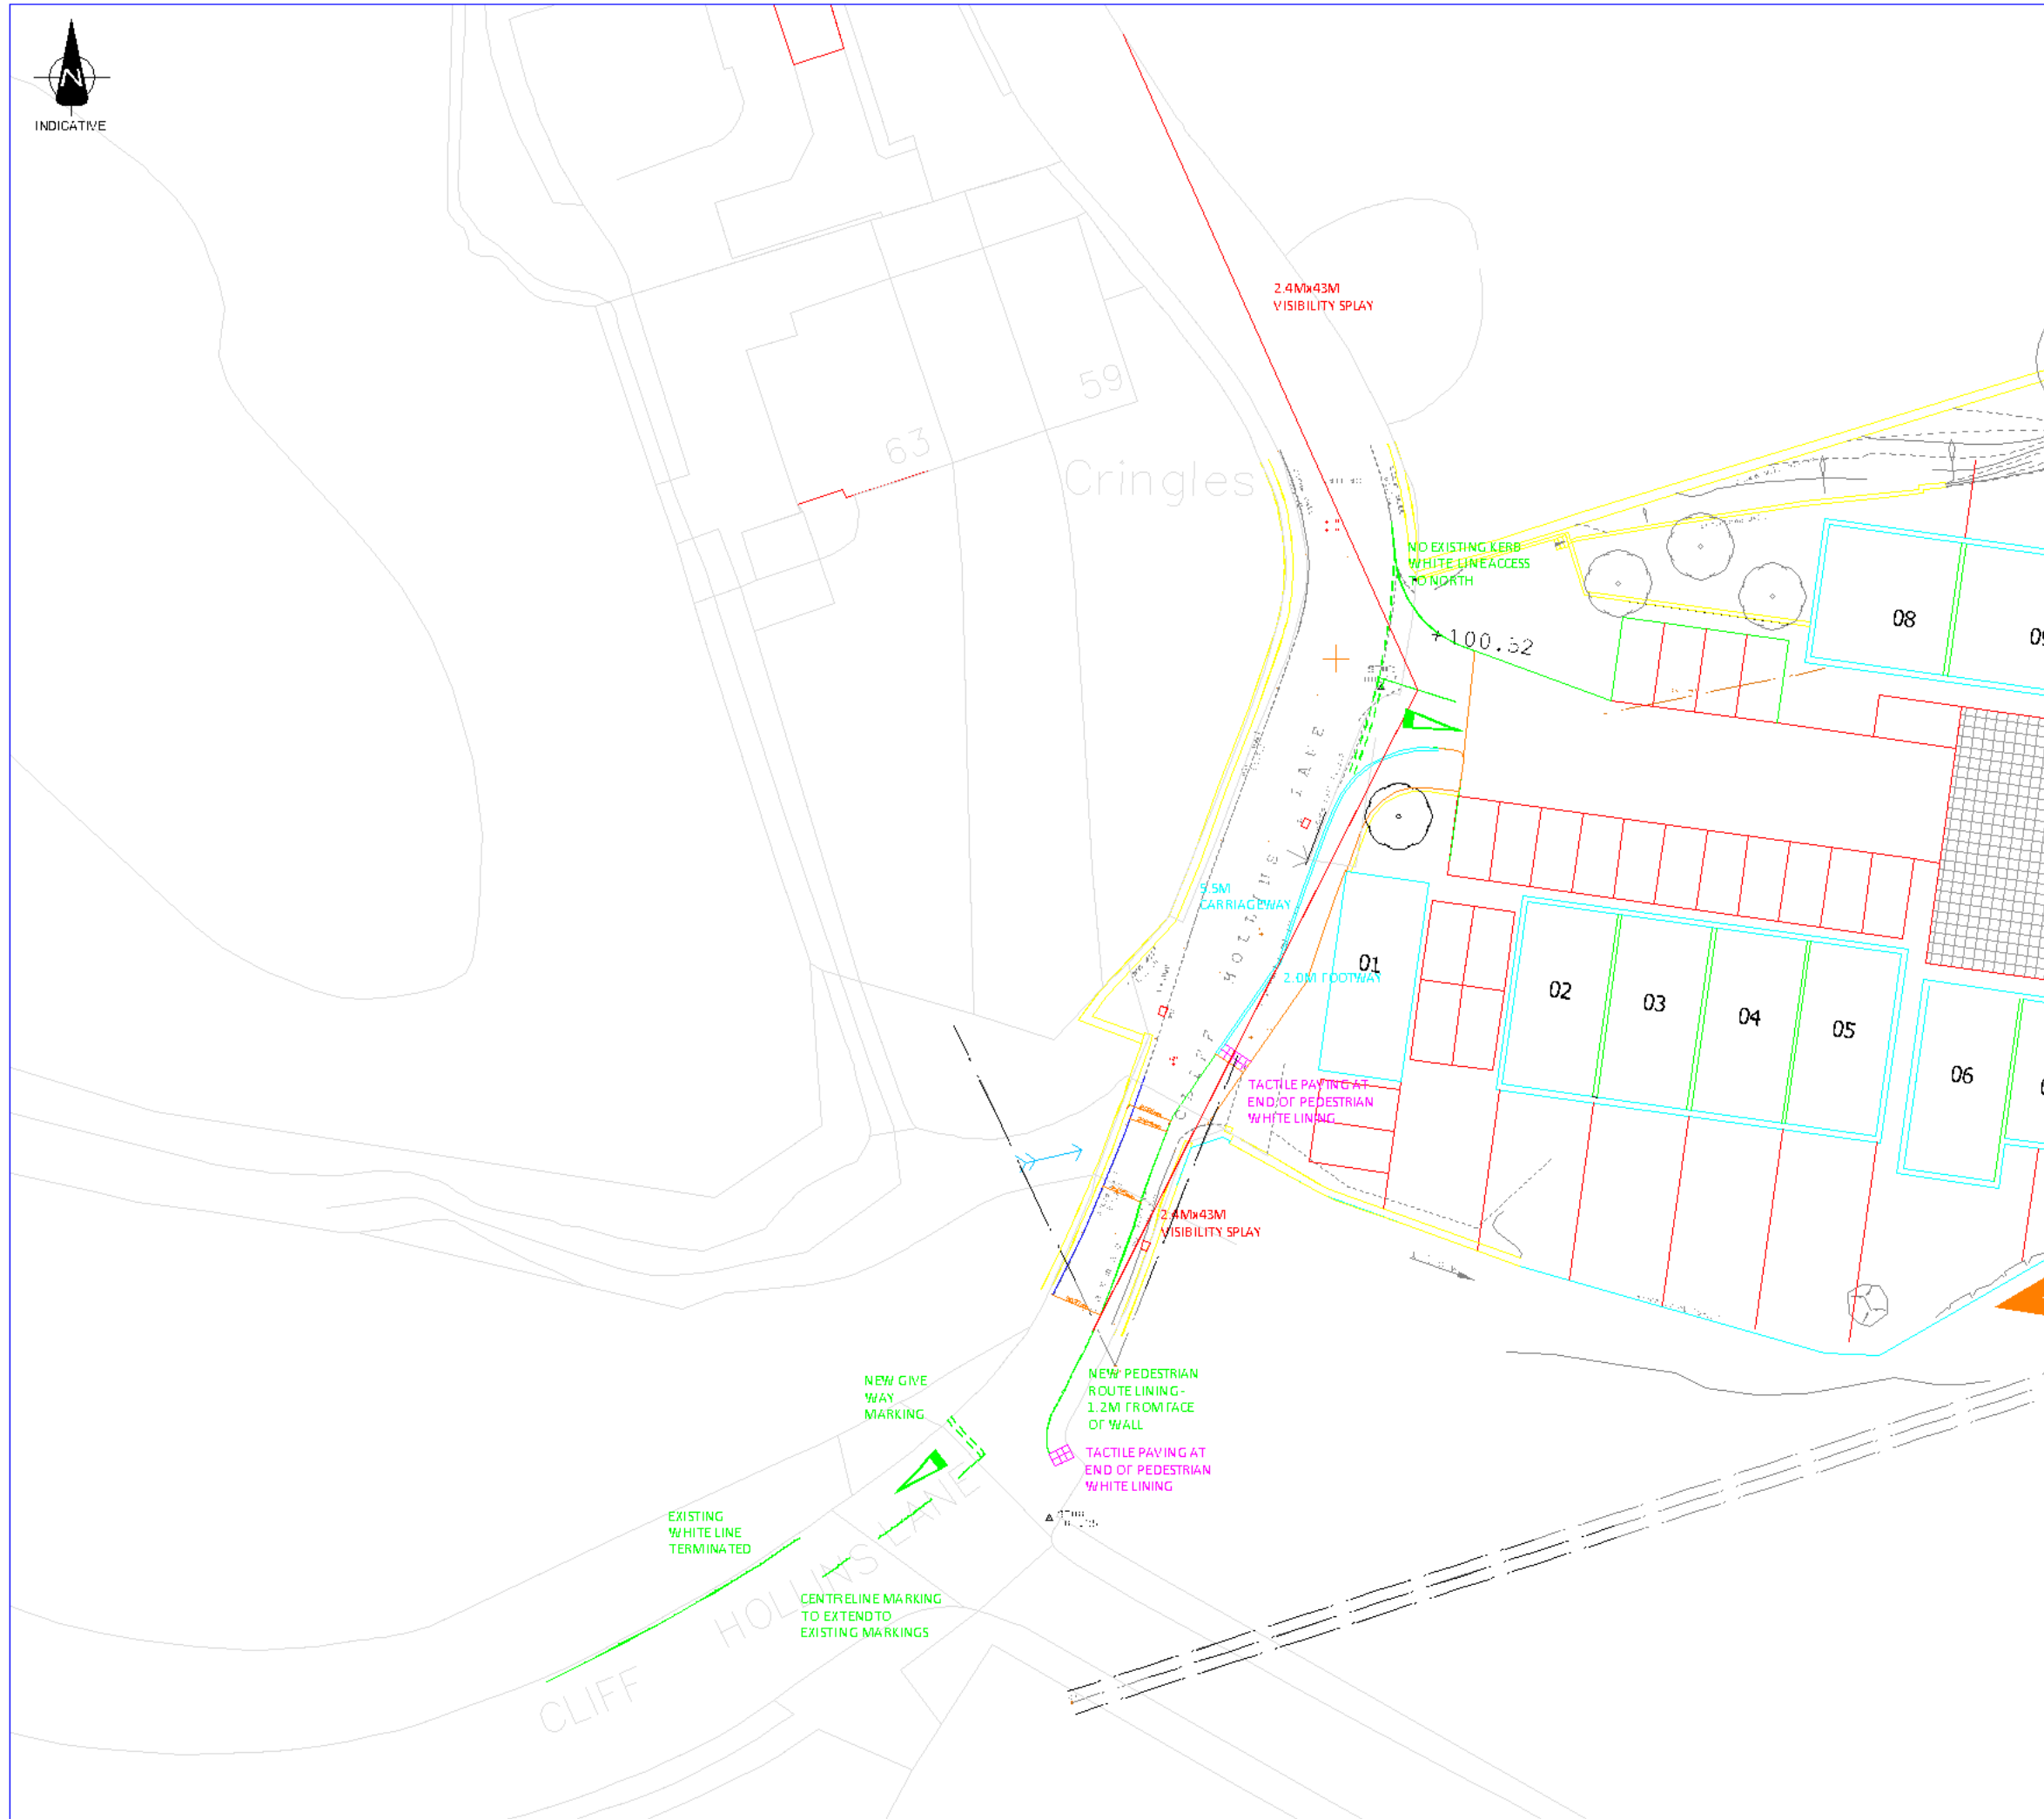 N
INDICATIVE
2.4Mx43M
VISIBILITY SPLAY
59
63
Cringles
NO EXISTING KERB
WHITE LINE ACCESS
TO NORTH
+100.52
08
LANE
5.5M
CARRIAGEWAY
HOLLINS
01
2.0M FOOTWAY
02
03
04
05
06
CLIFF
TACTILE PAVING AT
END OF PEDESTRIAN
WHITE LINING
2.4Mx43M
VISIBILITY SPLAY
NEW GIVE
WAY
MARKING
NEW PEDESTRIAN
ROUTE LINING -
1.2M FROM FACE
OF WALL
TACTILE PAVING AT
END OF PEDESTRIAN
WHITE LINING
EXISTING
WHITE LINE
TERMINATED
CENTRELINE MARKING
TO EXTEND TO
EXISTING MARKINGS
CLIFF HOLLINS LANE